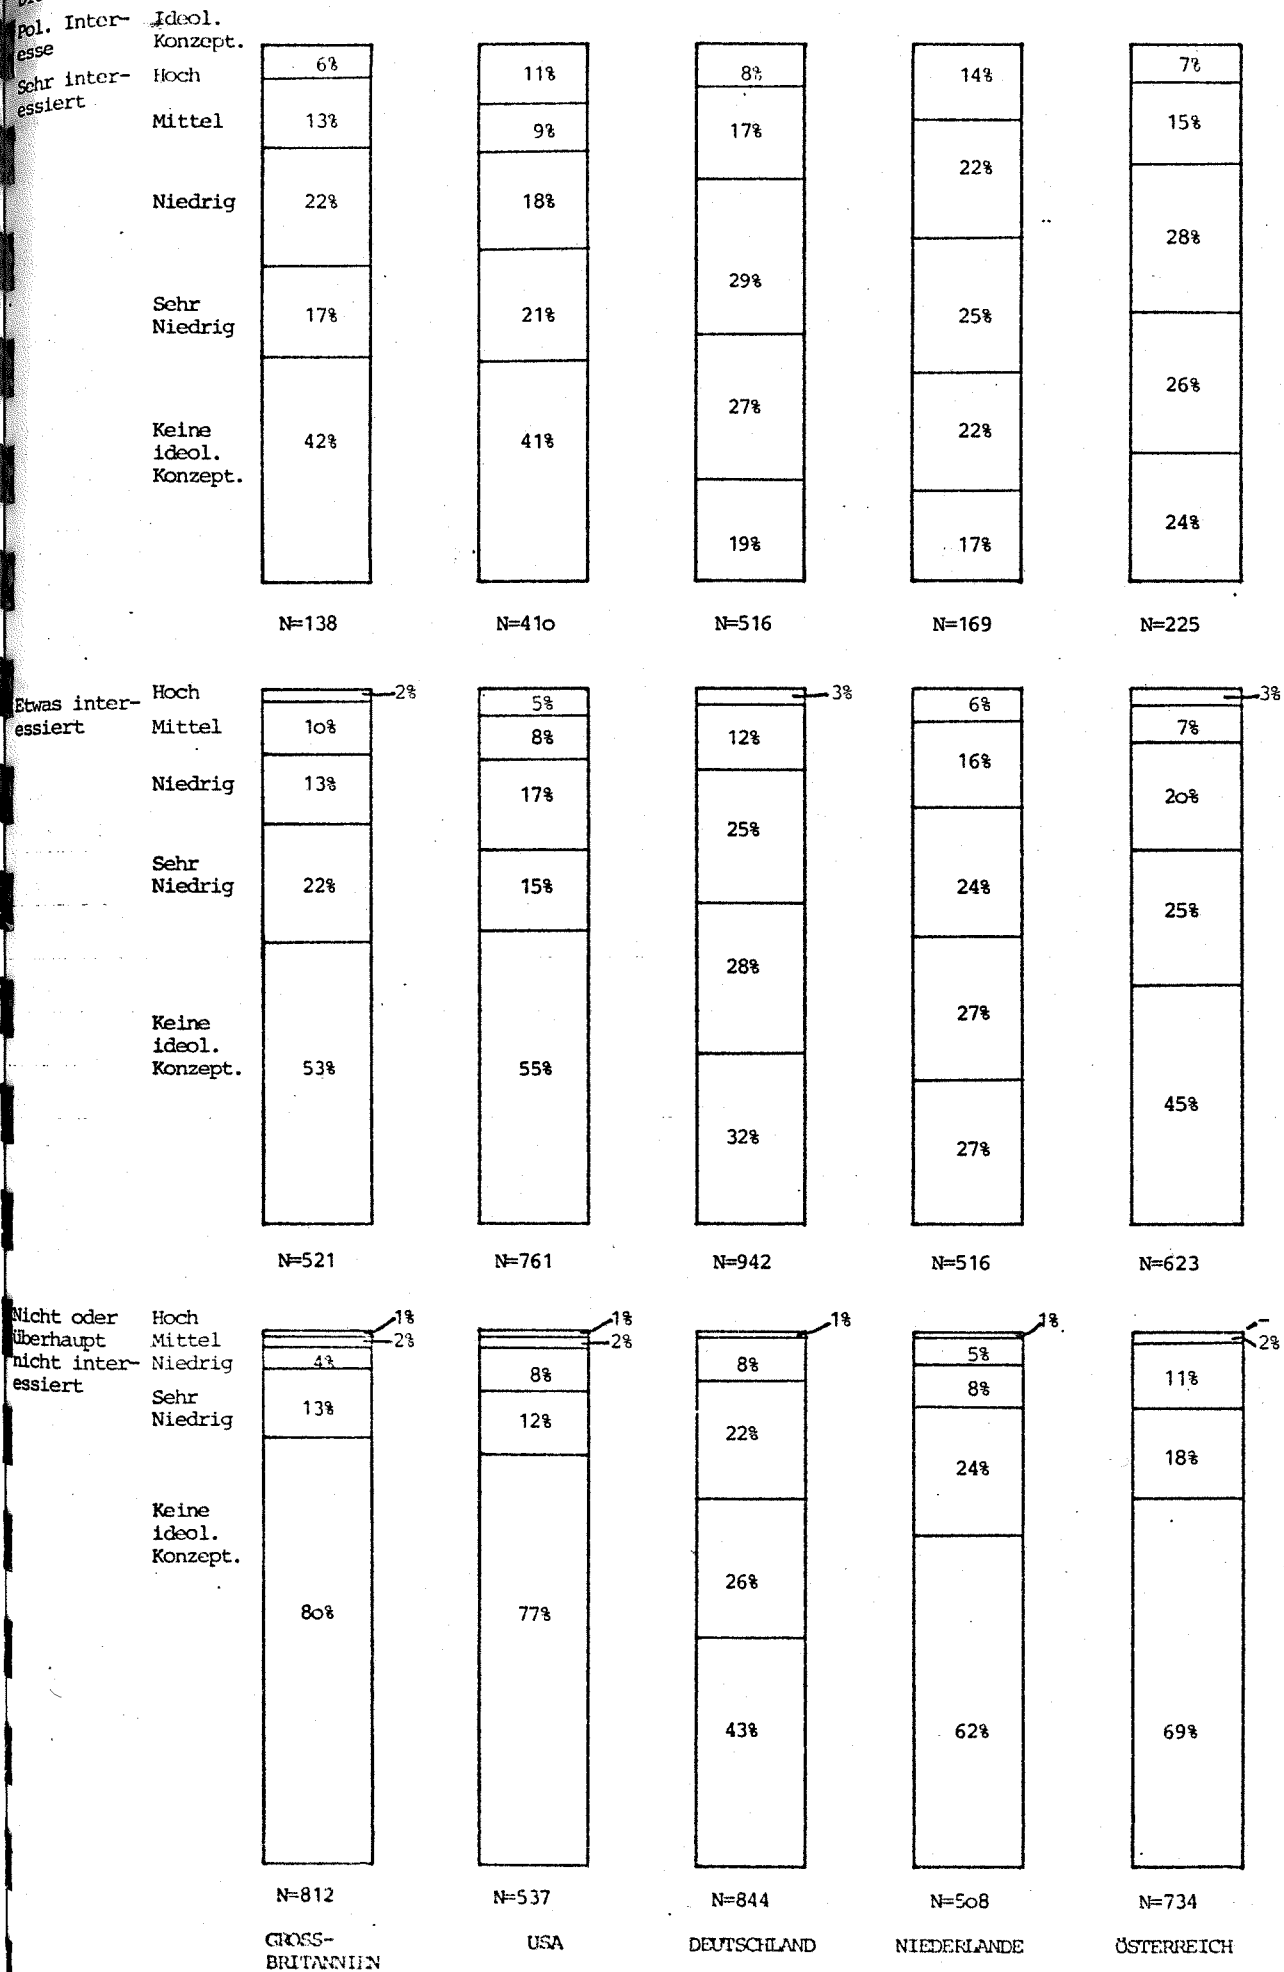 Pol. Inter- Ideol.
esse Konzept.
Sehr inter- Hoch 6% 11% 8% 14% 7%
essiert
Mittel 13% 9% 17% 22% 15%
Niedrig 22% 18% 29% 25% 28%
Sehr
Niedrig 17% 21% 27% 22% 26%
Keine
ideol.
Konzept. 42% 41% 19% 17% 24%
N=138 N=41o N=516 N=169 N=225
Etwas inter- Hoch 2% 5% 3% 6% 3%
essiert Mittel 1o% 8% 12% 16% 7%
Niedrig 13% 17% 25% 24% 2o%
Sehr
Niedrig 22% 15% 28% 27% 25%
Keine
ideol.
Konzept. 53% 55% 32% 27% 45%
N=521 N=761 N=942 N=516 N=623
Nicht oder Hoch 1% 1% 1% 1% -
überhaupt Mittel 2% 2% 8% 5% 2%
nicht inter- Niedrig 4% 8% 22% 8% 11%
essiert
Sehr
Niedrig 13% 12% 26% 24% 18%
Keine
ideol.
Konzept. 8o% 77% 43% 62% 69%
N=812 N=537 N=844 N=5o8 N=734
GROSS- USA DEUTSCHLAND NIEDERLANDE ÖSTERREICH
BRITANNIEN